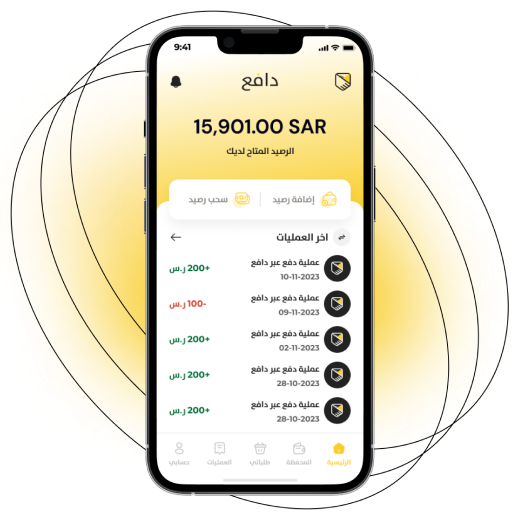 9:41
دافع
15,901.00 SAR
الرصيد المتاح لديك
إضافة رصيد
سحب رصيد
اخر العمليات
عملية دفع عبر دافع
+200 ر.س
10-11-2023
عملية دفع عبر دافع
-100 ر.س
09-11-2023
عملية دفع عبر دافع
+200 ر.س
02-11-2023
عملية دفع عبر دافع
+200 ر.س
28-10-2023
عملية دفع عبر دافع
+200 ر.س
28-10-2023
الرئيسية
المحفظة
طلباتي
العمليات
حسابي